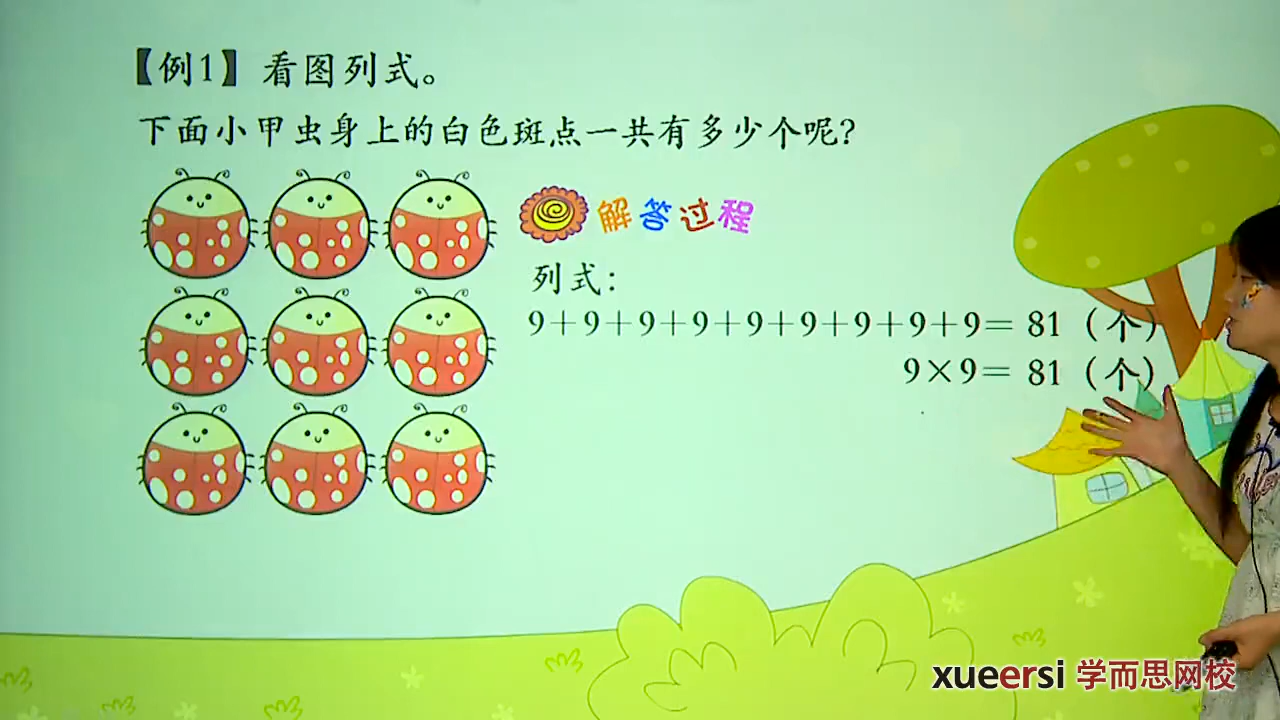 【例1】看图列式。
下面小甲虫身上的白色斑点一共有多少个呢?
解答过程
列式:
9+9+9+9+9+9+9+9+9= 81（个）
9×9= 81（个）
xueersi 学而思网校